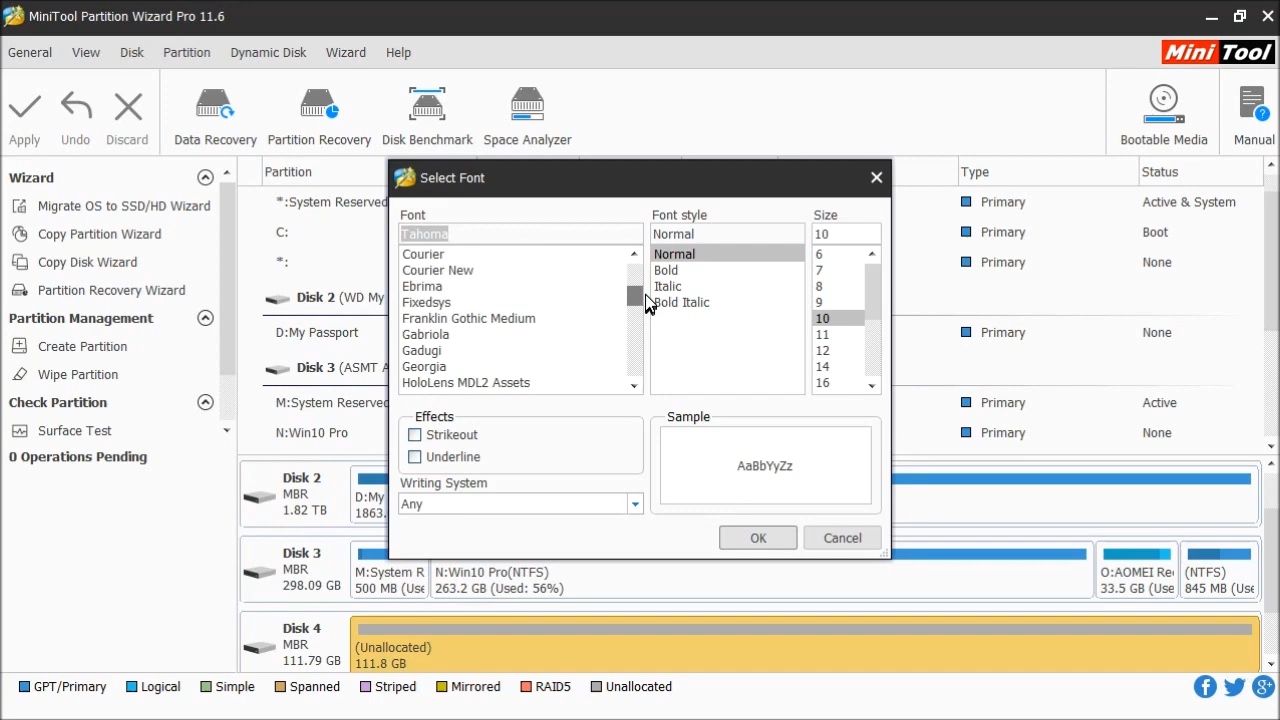 MiniTool Partition Wizard Pro 11.6
General View Disk Partition Dynamic Disk Wizard Help
Mini Tool
Apply Undo Discard Data Recovery Partition Recovery Disk Benchmark Space Analyzer Bootable Media Manual
Wizard
Migrate OS to SSD/HD Wizard
Copy Partition Wizard
Copy Disk Wizard
Partition Recovery Wizard
Partition Management
Create Partition
Wipe Partition
Check Partition
Surface Test
0 Operations Pending
Partition Type Status
*:System Reserved Primary Active & System
C: Primary Boot
*: Primary None
Disk 2 (WD My
D:My Passport Primary None
Disk 3 (ASMT
M:System Reserved Primary Active
N:Win10 Pro Primary None
Select Font
Font Font style Size
Tahoma Normal 10
Courier
Courier New
Ebrima
Fixedsys
Franklin Gothic Medium
Gabriola
Gadugi
Georgia
HoloLens MDL2 Assets
Normal
Bold
Italic
Bold Italic
6
7
8
9
10
11
12
14
16
Effects
Strikeout
Underline
Writing System
Any
Sample
AaBbYyZz
OK Cancel
Disk 2
MBR
1.82 TB
D:My
1863.
Disk 3
MBR
298.09 GB
M:System R
500 MB (Use
N:Win10 Pro(NTFS)
263.2 GB (Used: 56%)
O:AOMEI Re
33.5 GB (Use
(NTFS)
845 MB (Use
Disk 4
MBR
111.79 GB
(Unallocated)
111.8 GB
GPT/Primary Logical Simple Spanned Striped Mirrored RAID5 Unallocated